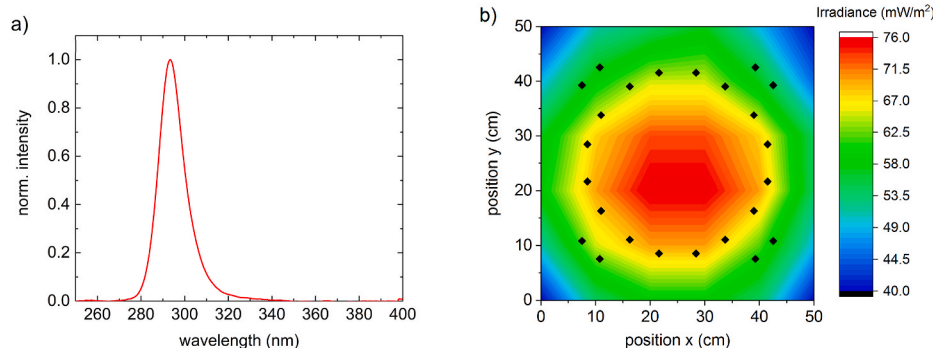 a)
norm. intensity
1.0
0.8
0.6
0.4
0.2
0.0
260 280 300 320 340 360 380 400
wavelength (nm)
b)
position y (cm)
50
40
30
20
10
0
0 10 20 30 40 50
position x (cm)
Irradiance (mW/m²)
76.0
71.5
67.0
62.5
58.0
53.5
49.0
44.5
40.0